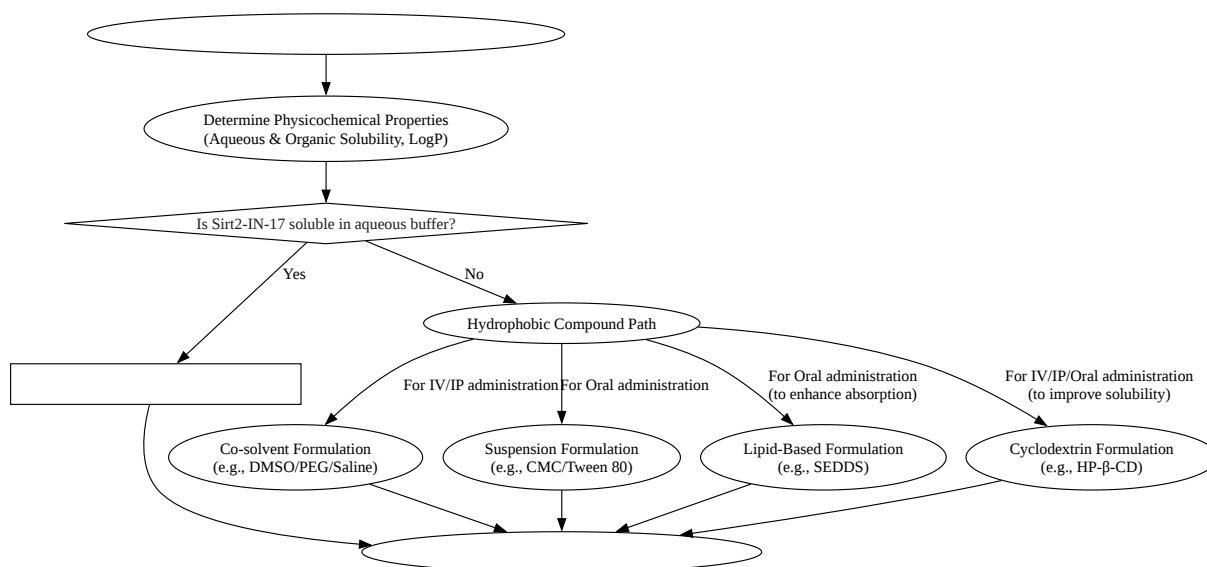 Determine Physicochemical Properties
(Aqueous & Organic Solubility, LogP)
Is Sirt2-IN-17 soluble in aqueous buffer?
Yes
No
Hydrophobic Compound Path
For IV/IP administration
For Oral administration
For Oral administration
(to enhance absorption)
For IV/IP/Oral administration
(to improve solubility)
Co-solvent Formulation
(e.g., DMSO/PEG/Saline)
Suspension Formulation
(e.g., CMC/Tween 80)
Lipid-Based Formulation
(e.g., SEDDS)
Cyclodextrin Formulation
(e.g., HP-β-CD)